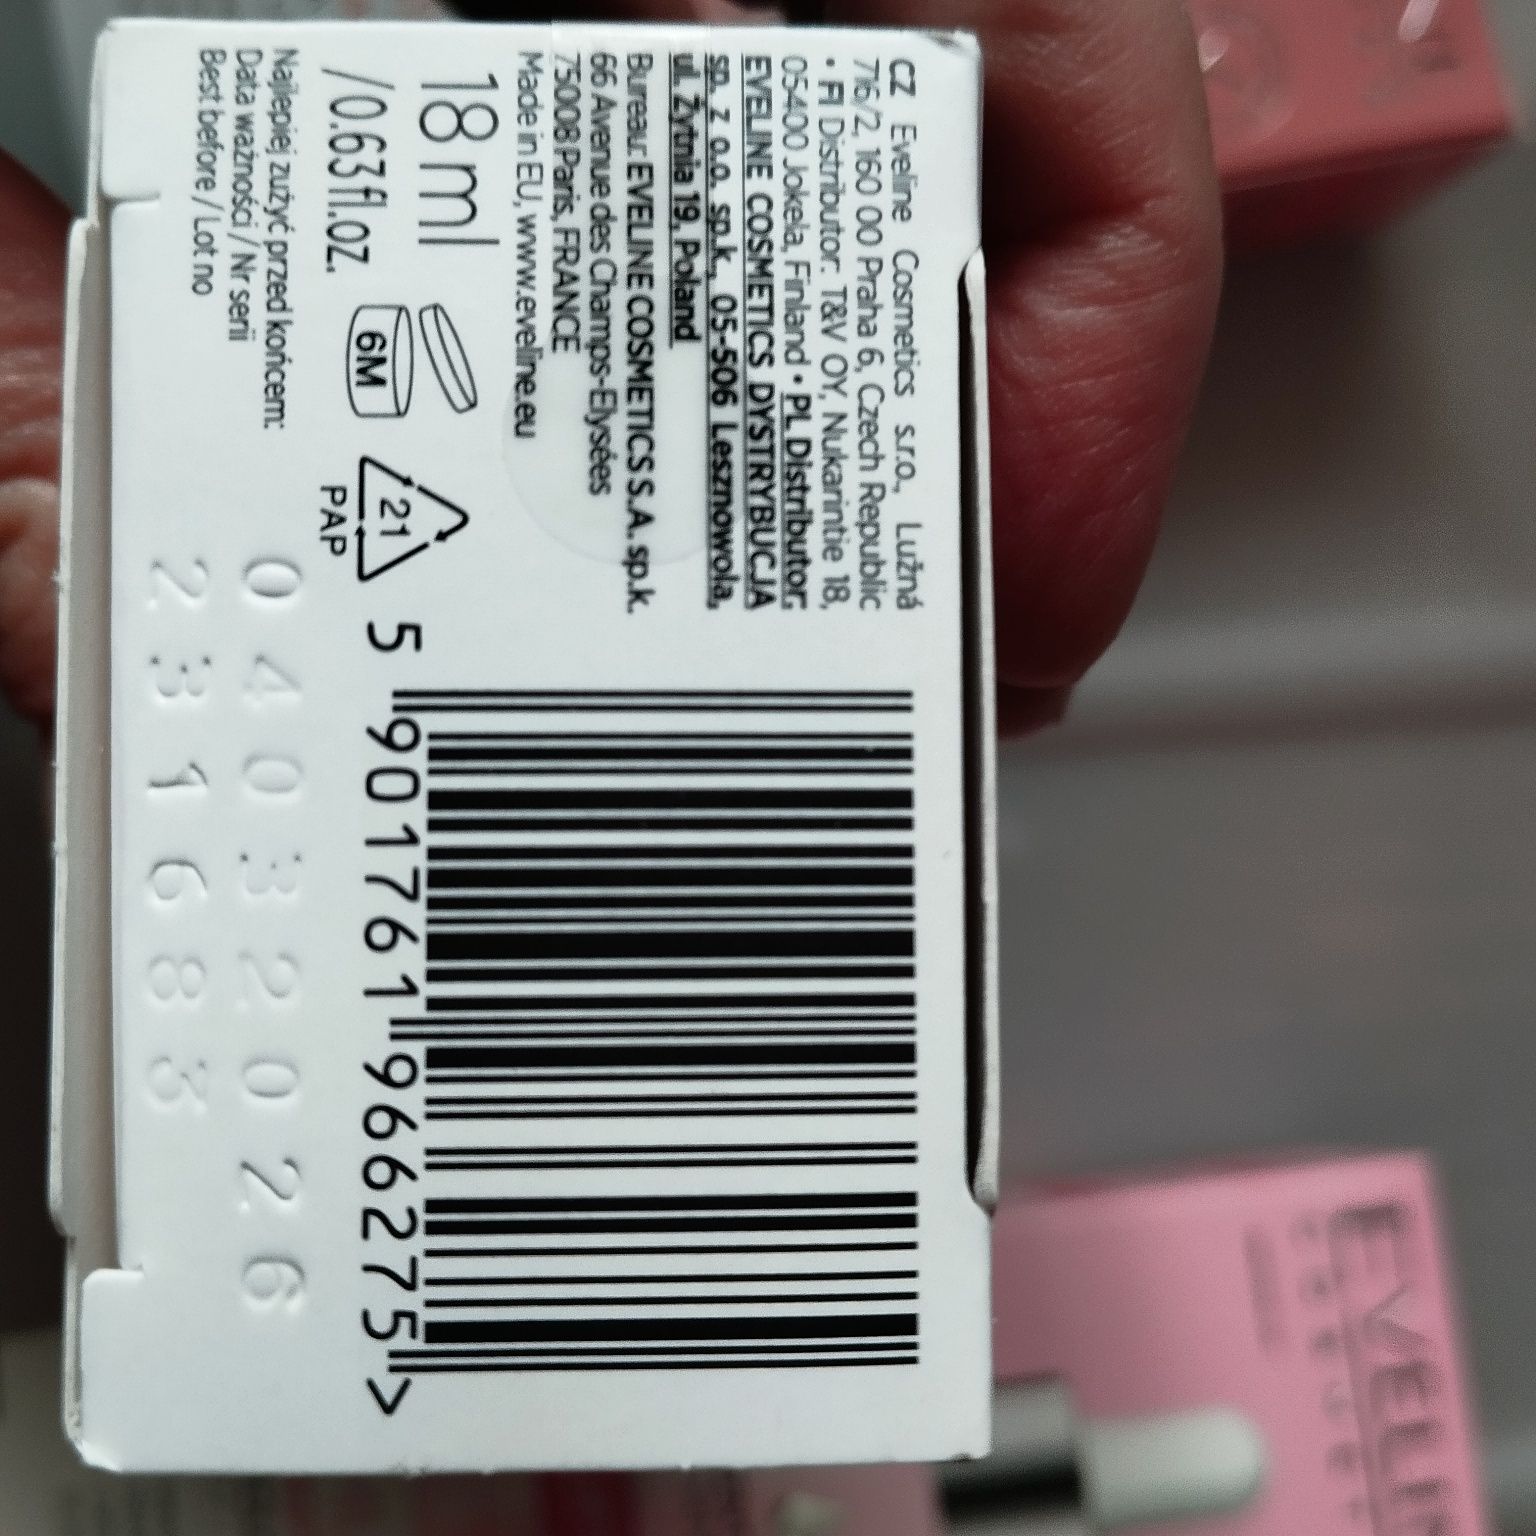 CZ Eveline Cosmetics s.r.o., Lužná
716/2, 160 00 Praha 6, Czech Republic
• FI Distributor: T&V OY, Nukarintie 18,
05400 Jokela, Finland • PL Distributor:
EVELINE COSMETICS DYSTRYBUCJA
sp. z o.o. sp.k., 05-506 Lesznowola,
ul. Żytnia 19, Poland
Bureau: EVELINE COSMETICS S.A. sp.k.
66 Avenue des Champs-Elysées
75008 Paris, FRANCE
Made in EU, www.eveline.eu
18 ml
/0.63 fl.oz.
6M
21
PAP
5 901761 966275 >
Najlepiej zużyć przed końcem:
Data ważności / Nr serii
Best before / Lot no
04032026
231683
EVELIN